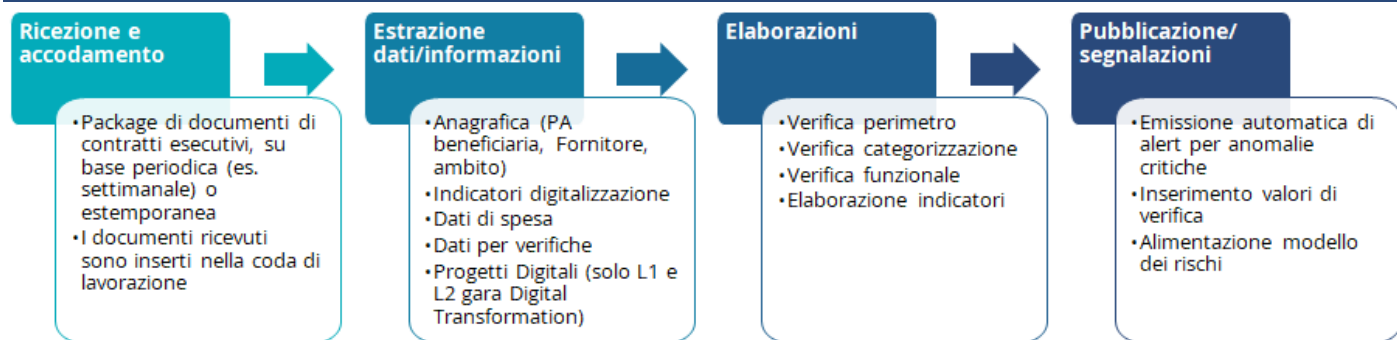 Ricezione e
accodamento
•Package di documenti di
contratti esecutivi, su
base periodica (es.
settimanale) o
estemporanea
•I documenti ricevuti
sono inserti nella coda di
lavorazione
Estrazione
dati/informazioni
•Anagrafica (PA
beneficiaria, Fornitore,
ambito)
•Indicatori digitalizzazione
•Dati di spesa
•Dati per verifiche
•Progetti Digitali (solo L1 e
L2 gara Digital
Transformation)
Elaborazioni
•Verifica perimetro
•Verifica categorizzazione
•Verifica funzionale
•Elaborazione indicatori
Pubblicazione/
segnalazioni
•Emissione automatica di
alert per anomalie
critiche
•Inserimento valori di
verifica
•Alimentazione modello
dei rischi